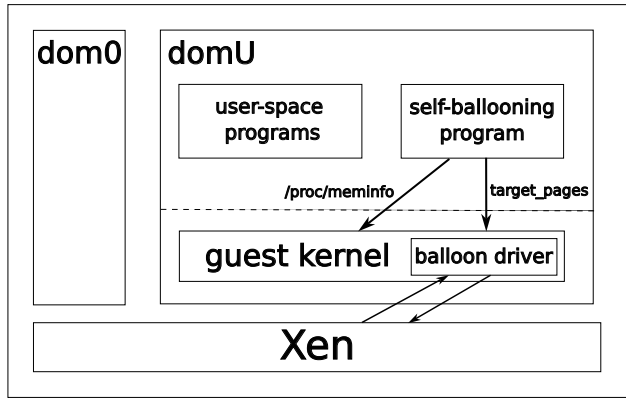 dom0
domU
user-space
programs
self-ballooning
program
/proc/meminfo
target_pages
guest kernel
balloon driver
Xen